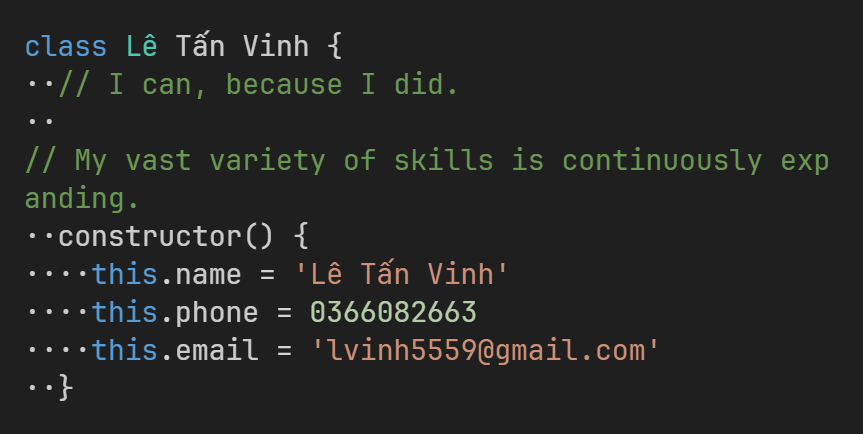 class Lê Tấn Vinh {
··// I can, because I did.
··
// My vast variety of skills is continuously exp
anding.
··constructor() {
····this.name = 'Lê Tấn Vinh'
····this.phone = 0366082663
····this.email = 'lvinh5559@gmail.com'
··}